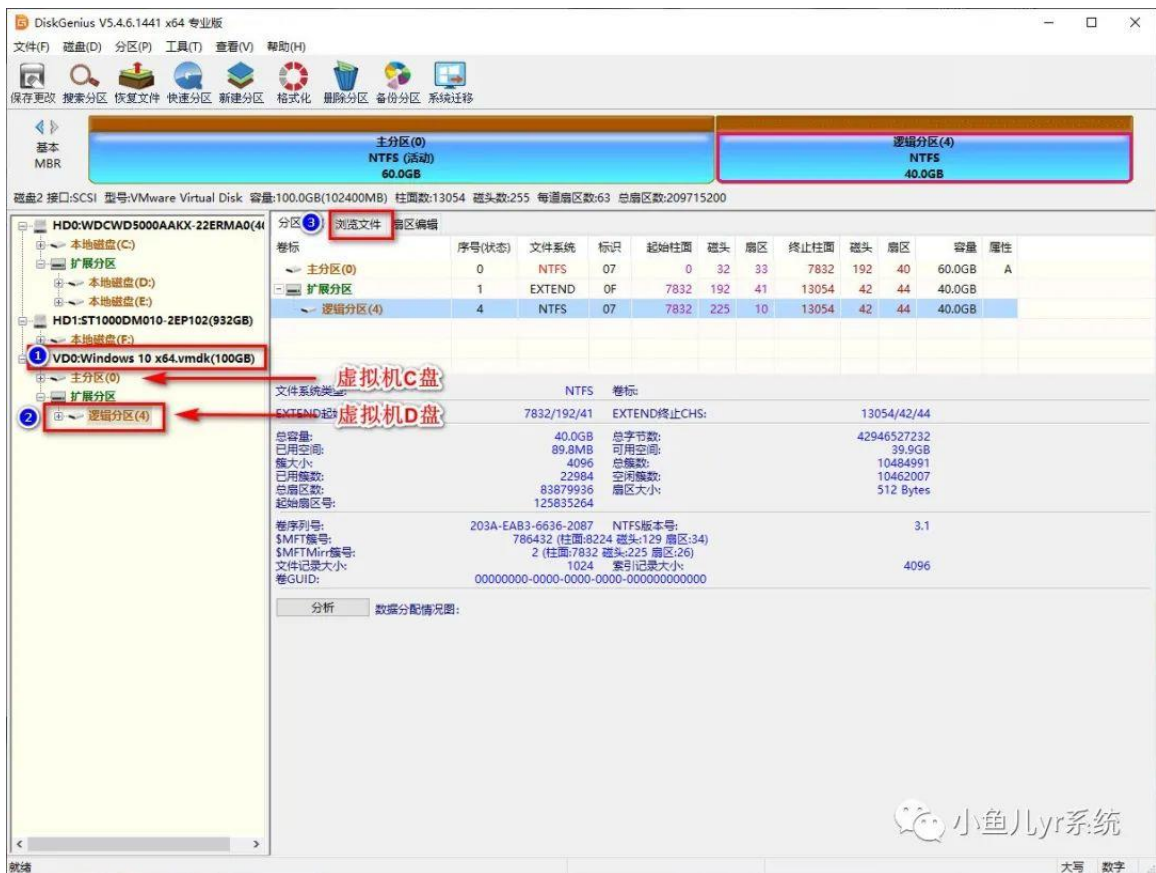 DiskGenius V5.4.6.1441 x64 专业版
文件(F) 磁盘(D) 分区(P) 工具(T) 查看(V) 帮助(H)
保存更改 搜索分区 恢复文件 快速分区 新建分区 格式化 删除分区 备份分区 系统迁移
基本
MBR
主分区(0)
NTFS (活动)
60.0GB
逻辑分区(4)
NTFS
40.0GB
磁盘2 接口:SCSI 型号:VMware Virtual Disk 容量:100.0GB(102400MB) 柱面数:13054 磁头数:255 每道扇区数:63 总扇区数:209715200
HD0:WDCWD5000AAKX-22ERMA0(4
本地磁盘(C:)
扩展分区
本地磁盘(D:)
本地磁盘(E:)
HD1:ST1000DM010-2EP102(932GB)
本地磁盘(F:)
1 VD0:Windows 10 x64.vmdk(100GB)
主分区(0)
扩展分区
2 逻辑分区(4)
虚拟机C盘
虚拟机D盘
分区 3 浏览文件 扇区编辑
卷标 序号(状态) 文件系统 标识 起始柱面 磁头 扇区 终止柱面 磁头 扇区 容量 属性
主分区(0) 0 NTFS 07 0 32 33 7832 192 40 60.0GB A
扩展分区 1 EXTEND 0F 7832 192 41 13054 42 44 40.0GB
逻辑分区(4) 4 NTFS 07 7832 225 10 13054 42 44 40.0GB
文件系统类型: NTFS 卷标:
EXTEND起 7832/192/41 EXTEND终止CHS: 13054/42/44
总容量: 40.0GB 总字节数: 42946527232
已用空间: 89.8MB 可用空间: 39.9GB
簇大小: 4096 总簇数: 10484991
已用簇数: 22984 空闲簇数: 10462007
总扇区数: 83879936 扇区大小: 512 Bytes
起始扇区号: 125835264
卷序列号: 203A-EAB3-6636-2087 NTFS版本号: 3.1
$MFT簇号: 786432 (柱面:8224 磁头:129 扇区:34)
$MFTMirr簇号: 2 (柱面:7832 磁头:225 扇区:26)
文件记录大小: 1024 索引记录大小: 4096
卷GUID: 00000000-0000-0000-0000-000000000000
分析 数据分配情况图:
小鱼儿yr系统
就绪 大写 数字